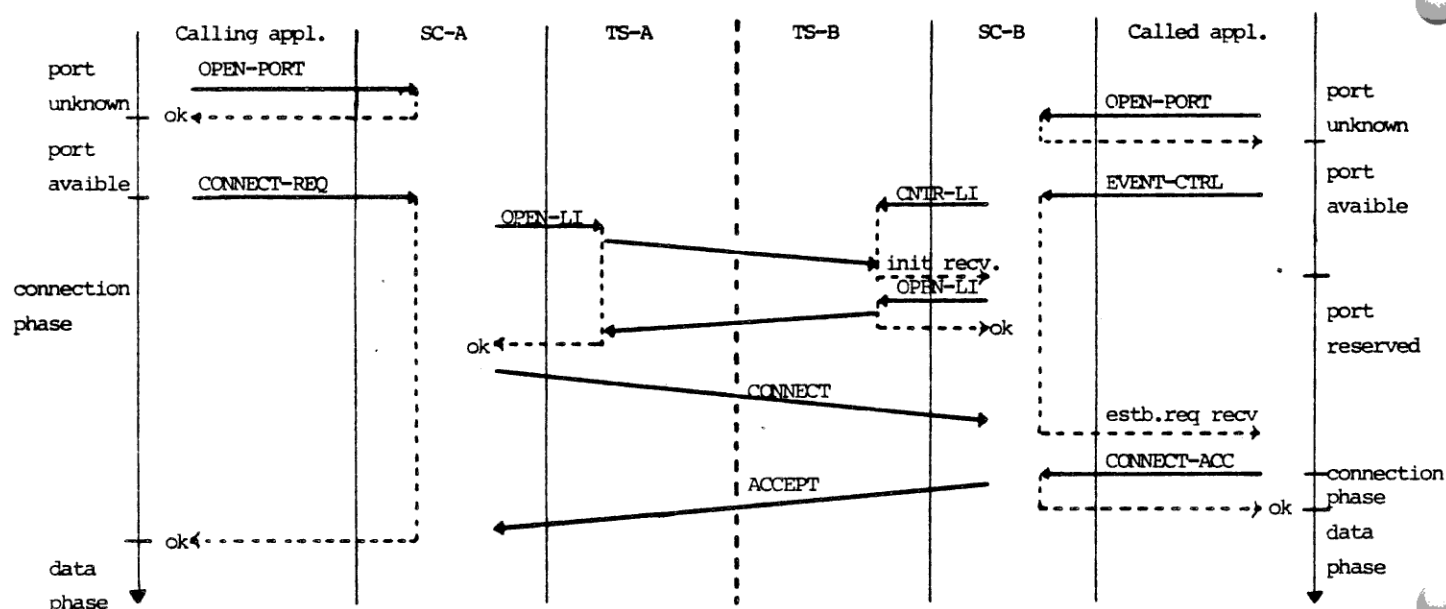 Calling appl. SC-A TS-A TS-B SC-B Called appl.
port OPEN-PORT
unknown
ok
OPEN-PORT port
unknown
port
avaible CONNECT-REQ
CNTR-LI EVENT-CTRL port
avaible
OPEN-LI
init recv.
connection
phase
OPEN-LI
ok
ok
port
reserved
CONNECT
estb.req recv
CONNECT-ACC connection
phase
ACCEPT
ok
ok
data
phase
data
phase